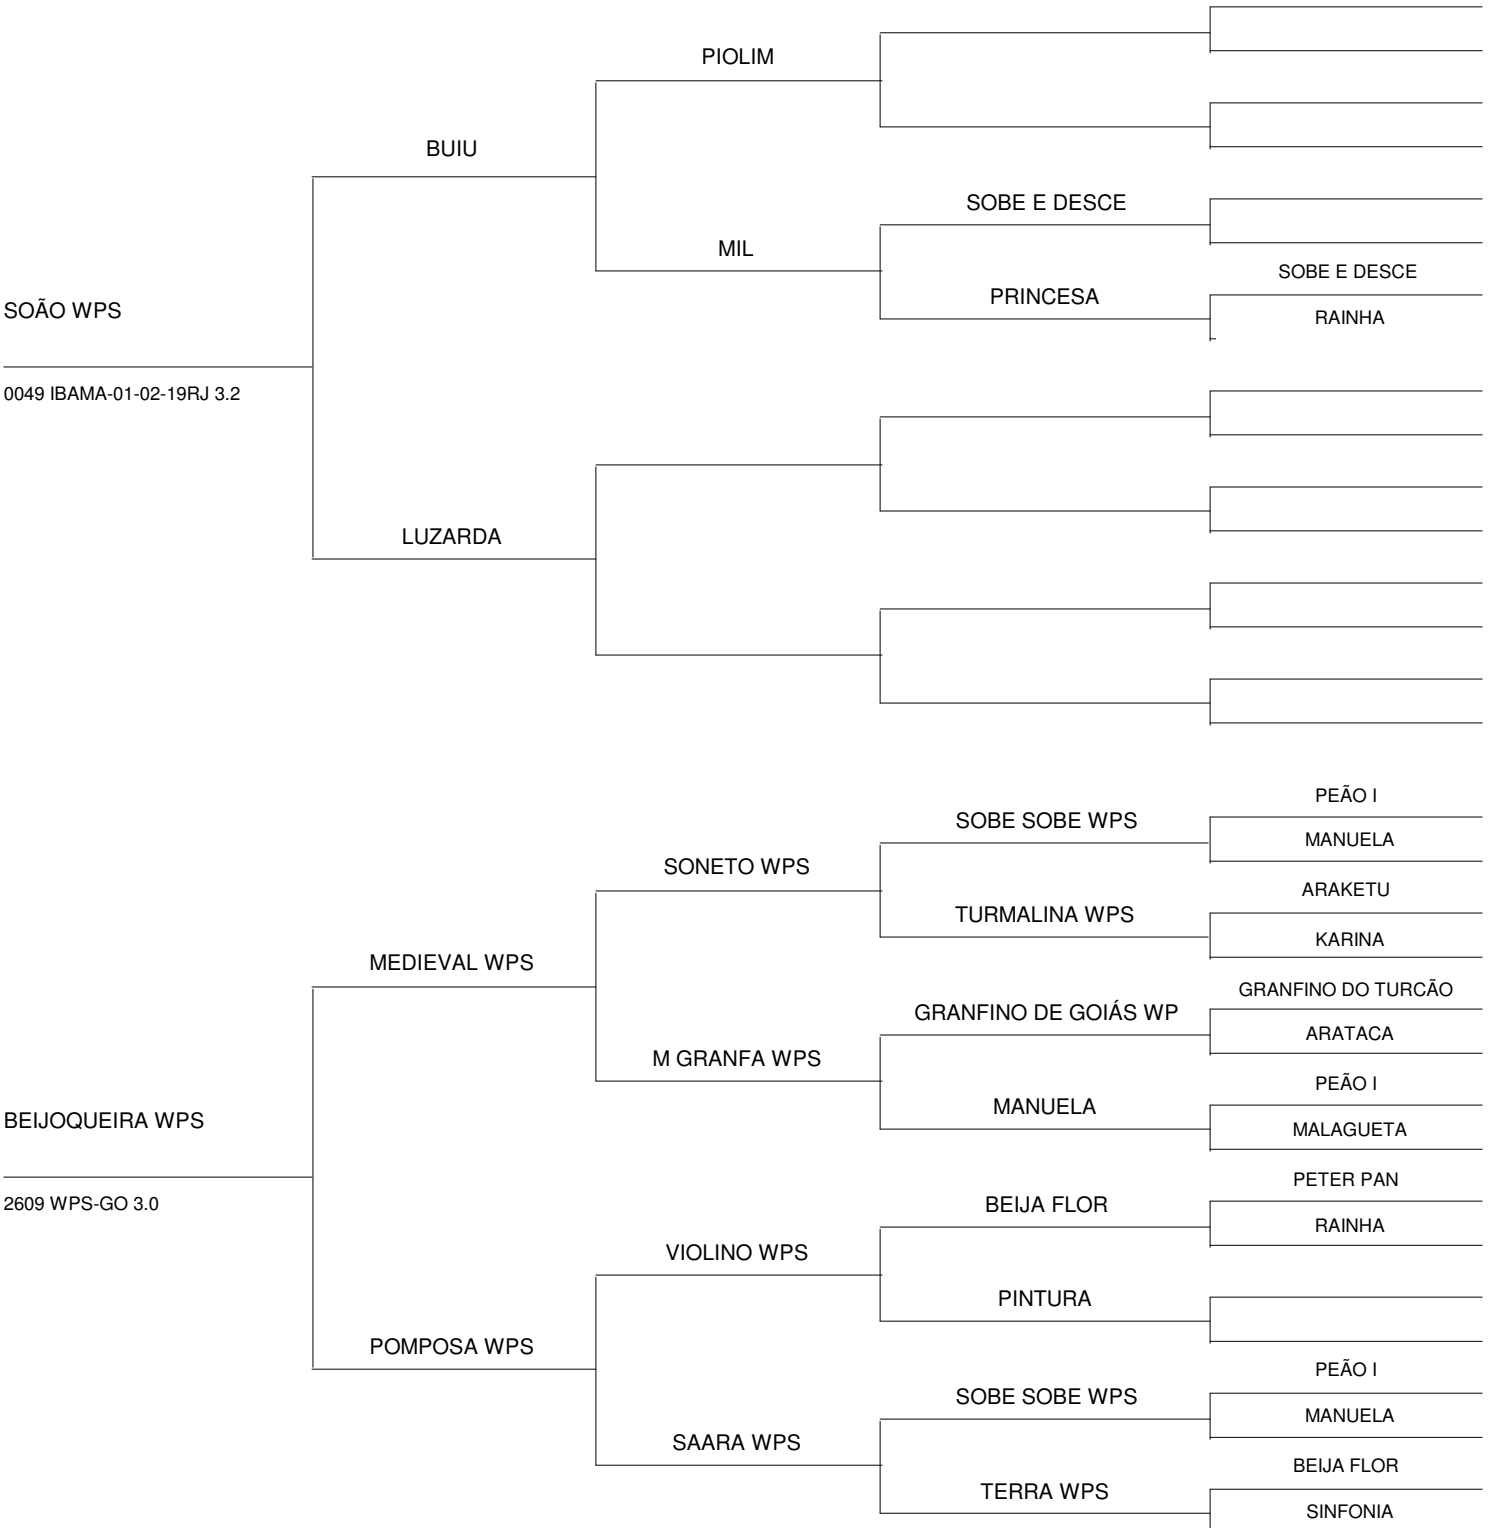 PIOLIM
BUIU
SOBE E DESCE
MIL
SOBE E DESCE
PRINCESA
SOÃO WPS
RAINHA
0049 IBAMA-01-02-19RJ 3.2
LUZARDA
PEÃO I
SOBE SOBE WPS
MANUELA
SONETO WPS
ARAKETU
TURMALINA WPS
KARINA
MEDIEVAL WPS
GRANFINO DO TURCÃO
GRANFINO DE GOIÁS WP
ARATACA
M GRANFA WPS
PEÃO I
MANUELA
BEIJOQUEIRA WPS
MALAGUETA
PETER PAN
2609 WPS-GO 3.0
BEIJA FLOR
RAINHA
VIOLINO WPS
PINTURA
POMPOSA WPS
PEÃO I
SOBE SOBE WPS
MANUELA
SAARA WPS
BEIJA FLOR
TERRA WPS
SINFONIA